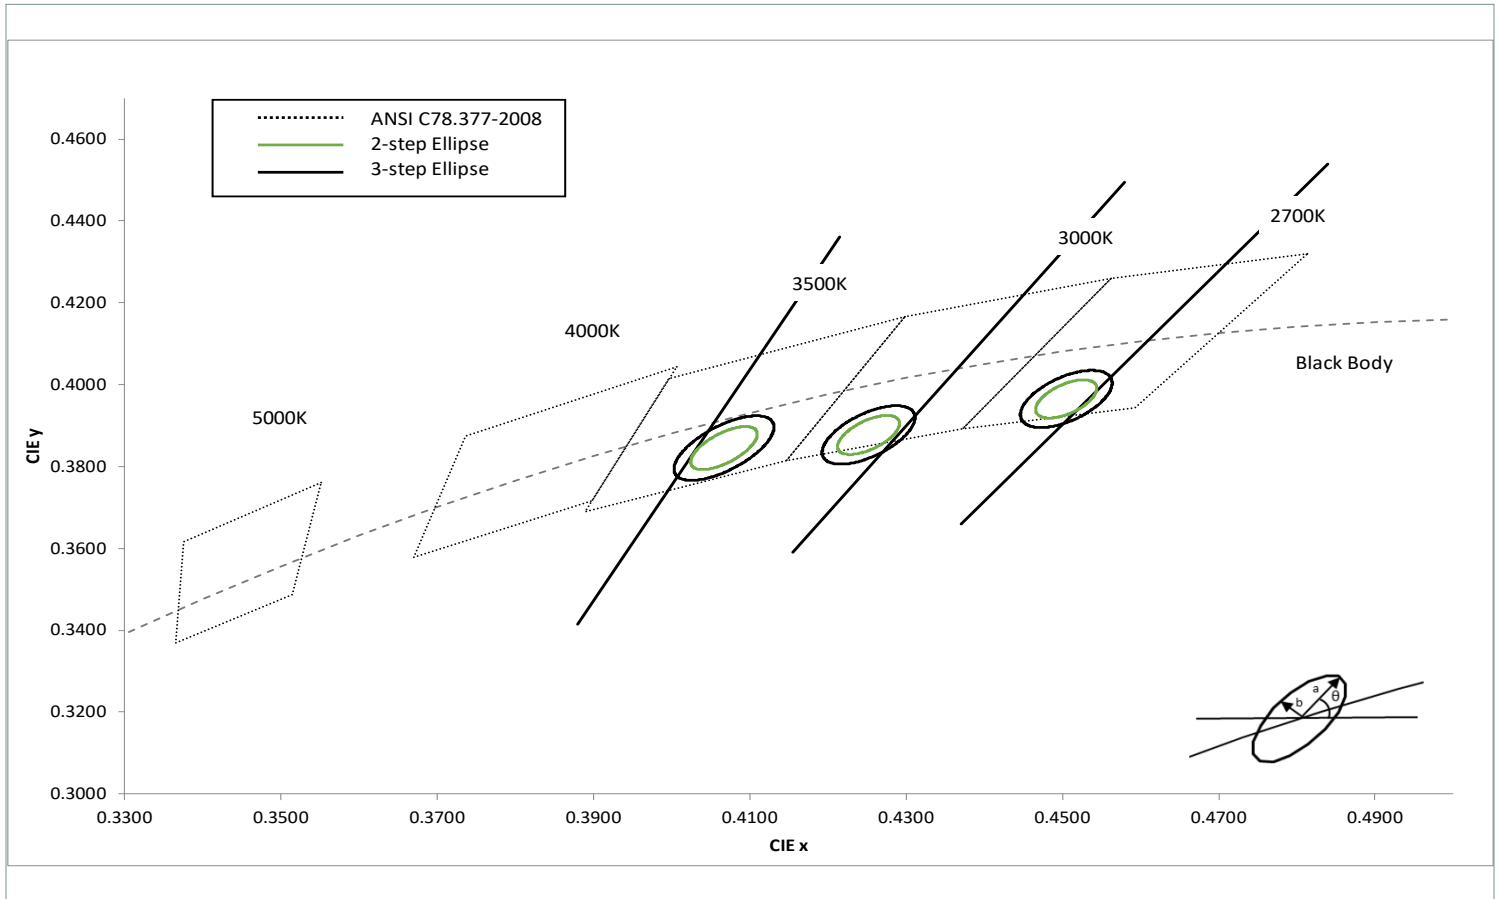 ANSI C78.377-2008
2-step Ellipse
3-step Ellipse
0.4600
0.4400
0.4200
0.4000
0.3800
0.3600
0.3400
0.3200
0.3000
CIE y
5000K
4000K
3500K
3000K
2700K
Black Body
a
b
θ
0.3300 0.3500 0.3700 0.3900 0.4100 0.4300 0.4500 0.4700 0.4900
CIE x